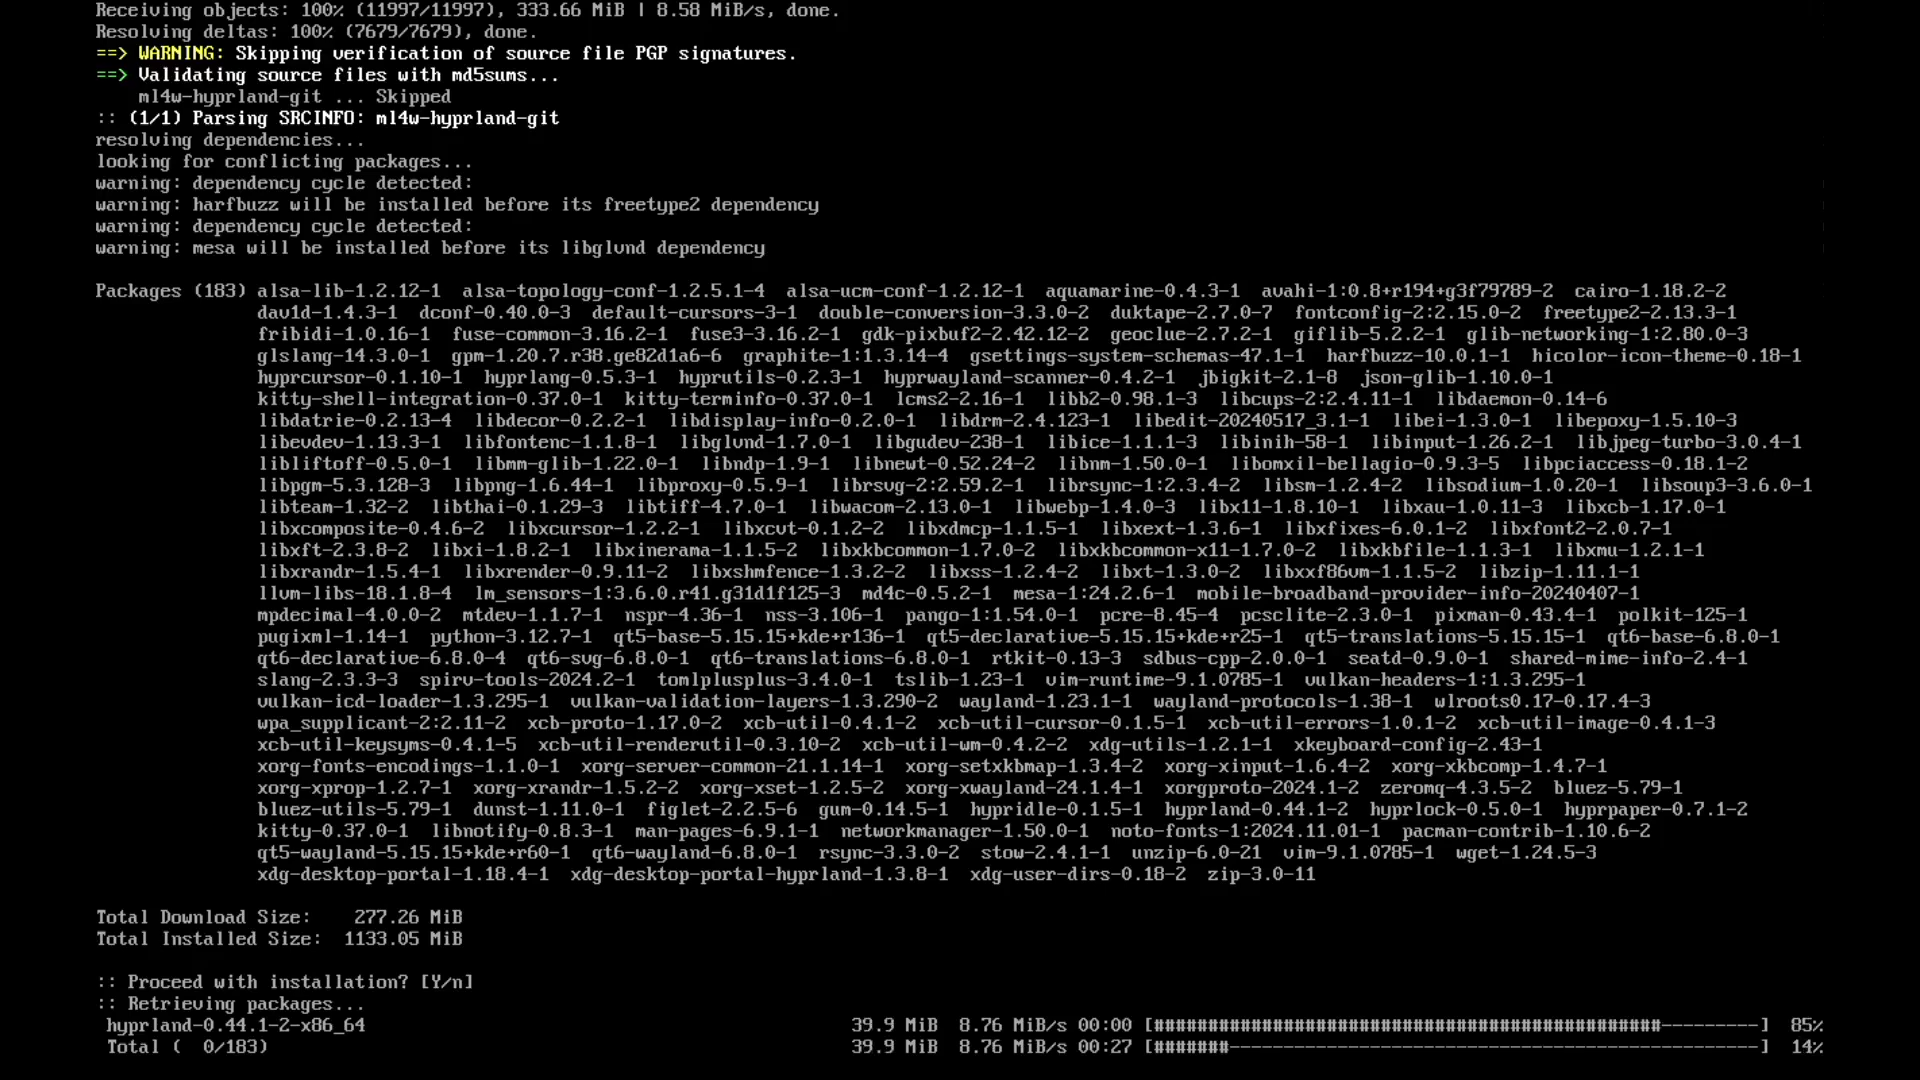 Receiving objects: 100% (11997/11997), 333.66 MiB | 8.58 MiB/s, done.
Resolving deltas: 100% (7679/7679), done.
==> WARNING: Skipping verification of source file PGP signatures.
==> Validating source files with md5sums...
ml4w-hyprland-git ... Skipped
:: (1/1) Parsing SRCINFO: ml4w-hyprland-git
resolving dependencies...
looking for conflicting packages...
warning: dependency cycle detected:
warning: harfbuzz will be installed before its freetype2 dependency
warning: dependency cycle detected:
warning: mesa will be installed before its libglvnd dependency
Packages (183) alsa-lib-1.2.12-1 alsa-topology-conf-1.2.5.1-4 alsa-ucm-conf-1.2.12-1 aquamarine-0.4.3-1 avahi-1:0.8+r194+g3f79789-2 cairo-1.18.2-2
dav1d-1.4.3-1 dconf-0.40.0-3 default-cursors-3-1 double-conversion-3.3.0-2 duktape-2.7.0-7 fontconfig-2:2.15.0-2 freetype2-2.13.3-1
fribidi-1.0.16-1 fuse-common-3.16.2-1 fuse3-3.16.2-1 gdk-pixbuf2-2.42.12-2 geoclue-2.7.2-1 giflib-5.2.2-1 glib-networking-1:2.80.0-3
glslang-14.3.0-1 gpm-1.20.7.r38.ge82d1a6-6 graphite-1:1.3.14-4 gsettings-system-schemas-47.1-1 harfbuzz-10.0.1-1 hicolor-icon-theme-0.18-1
hyprcursor-0.1.10-1 hyprlang-0.5.3-1 hyprutils-0.2.3-1 hyprwayland-scanner-0.4.2-1 jbigkit-2.1-8 json-glib-1.10.0-1
kitty-shell-integration-0.37.0-1 kitty-terminfo-0.37.0-1 lcms2-2.16-1 libb2-0.98.1-3 libcups-2:2.4.11-1 libdaemon-0.14-6
libdatrie-0.2.13-4 libdecor-0.2.2-1 libdisplay-info-0.2.0-1 libdrm-2.4.123-1 libedit-20240517_3.1-1 libei-1.3.0-1 libepoxy-1.5.10-3
libevdev-1.13.3-1 libfontenc-1.1.8-1 libglvnd-1.7.0-1 libgudev-238-1 libice-1.1.1-3 libinih-58-1 libinput-1.26.2-1 libjpeg-turbo-3.0.4-1
libliftoff-0.5.0-1 libmm-glib-1.22.0-1 libndp-1.9-1 libnewt-0.52.24-2 libnm-1.50.0-1 libomxil-bellagio-0.9.3-5 libpciaccess-0.18.1-2
libpgm-5.3.128-3 libpng-1.6.44-1 libproxy-0.5.9-1 librsvg-2:2.59.2-1 librsync-1:2.3.4-2 libsm-1.2.4-2 libsodium-1.0.20-1 libsoup3-3.6.0-1
libteam-1.32-2 libthai-0.1.29-3 libtiff-4.7.0-1 libwacom-2.13.0-1 libwebp-1.4.0-3 libx11-1.8.10-1 libxau-1.0.11-3 libxcb-1.17.0-1
libxcomposite-0.4.6-2 libxcursor-1.2.2-1 libxcvt-0.1.2-2 libxdmcp-1.1.5-1 libxext-1.3.6-1 libxfixes-6.0.1-2 libxfont2-2.0.7-1
libxft-2.3.8-2 libxi-1.8.2-1 libxinerama-1.1.5-2 libxkbcommon-1.7.0-2 libxkbcommon-x11-1.7.0-2 libxkbfile-1.1.3-1 libxmu-1.2.1-1
libxrandr-1.5.4-1 libxrender-0.9.11-2 libxshmfence-1.3.2-2 libxss-1.2.4-2 libxt-1.3.0-2 libxxf86vm-1.1.5-2 libzip-1.11.1-1
llvm-libs-18.1.8-4 lm_sensors-1:3.6.0.r41.g31d1f125-3 md4c-0.5.2-1 mesa-1:24.2.6-1 mobile-broadband-provider-info-20240407-1
mpdecimal-4.0.0-2 mtdev-1.1.7-1 nspr-4.36-1 nss-3.106-1 pango-1:1.54.0-1 pcre-8.45-4 pcsclite-2.3.0-1 pixman-0.43.4-1 polkit-125-1
pugixml-1.14-1 python-3.12.7-1 qt5-base-5.15.15+kde+r136-1 qt5-declarative-5.15.15+kde+r25-1 qt5-translations-5.15.15-1 qt6-base-6.8.0-1
qt6-declarative-6.8.0-4 qt6-svg-6.8.0-1 qt6-translations-6.8.0-1 rtkit-0.13-3 sdbus-cpp-2.0.0-1 seatd-0.9.0-1 shared-mime-info-2.4-1
slang-2.3.3-3 spirv-tools-2024.2-1 tomlplusplus-3.4.0-1 tslib-1.23-1 vim-runtime-9.1.0785-1 vulkan-headers-1:1.3.295-1
vulkan-icd-loader-1.3.295-1 vulkan-validation-layers-1.3.290-2 wayland-1.23.1-1 wayland-protocols-1.38-1 wlroots0.17-0.17.4-3
wpa_supplicant-2:2.11-2 xcb-proto-1.17.0-2 xcb-util-0.4.1-2 xcb-util-cursor-0.1.5-1 xcb-util-errors-1.0.1-2 xcb-util-image-0.4.1-3
xcb-util-keysyms-0.4.1-5 xcb-util-renderutil-0.3.10-2 xcb-util-wm-0.4.2-2 xdg-utils-1.2.1-1 xkeyboard-config-2.43-1
xorg-fonts-encodings-1.1.0-1 xorg-server-common-21.1.14-1 xorg-setxkbmap-1.3.4-2 xorg-xinput-1.6.4-2 xorg-xkbcomp-1.4.7-1
xorg-xprop-1.2.7-1 xorg-xrandr-1.5.2-2 xorg-xset-1.2.5-2 xorg-xwayland-24.1.4-1 xorgproto-2024.1-2 zeromq-4.3.5-2 bluez-5.79-1
bluez-utils-5.79-1 dunst-1.11.0-1 figlet-2.2.5-6 gum-0.14.5-1 hypridle-0.1.5-1 hyprland-0.44.1-2 hyprlock-0.5.0-1 hyprpaper-0.7.1-2
kitty-0.37.0-1 libnotify-0.8.3-1 man-pages-6.9.1-1 networkmanager-1.50.0-1 noto-fonts-1:2024.11.01-1 pacman-contrib-1.10.6-2
qt5-wayland-5.15.15+kde+r60-1 qt6-wayland-6.8.0-1 rsync-3.3.0-2 stow-2.4.1-1 unzip-6.0-21 vim-9.1.0785-1 wget-1.24.5-3
xdg-desktop-portal-1.18.4-1 xdg-desktop-portal-hyprland-1.3.8-1 xdg-user-dirs-0.18-2 zip-3.0-11
Total Download Size: 277.26 MiB
Total Installed Size: 1133.05 MiB
:: Proceed with installation? [Y/n]
:: Retrieving packages...
hyprland-0.44.1-2-x86_64 39.9 MiB 8.76 MiB/s 00:00 [###############################################----------] 85%
Total ( 0/183) 39.9 MiB 8.76 MiB/s 00:27 [#######--------------------------------------------------] 14%